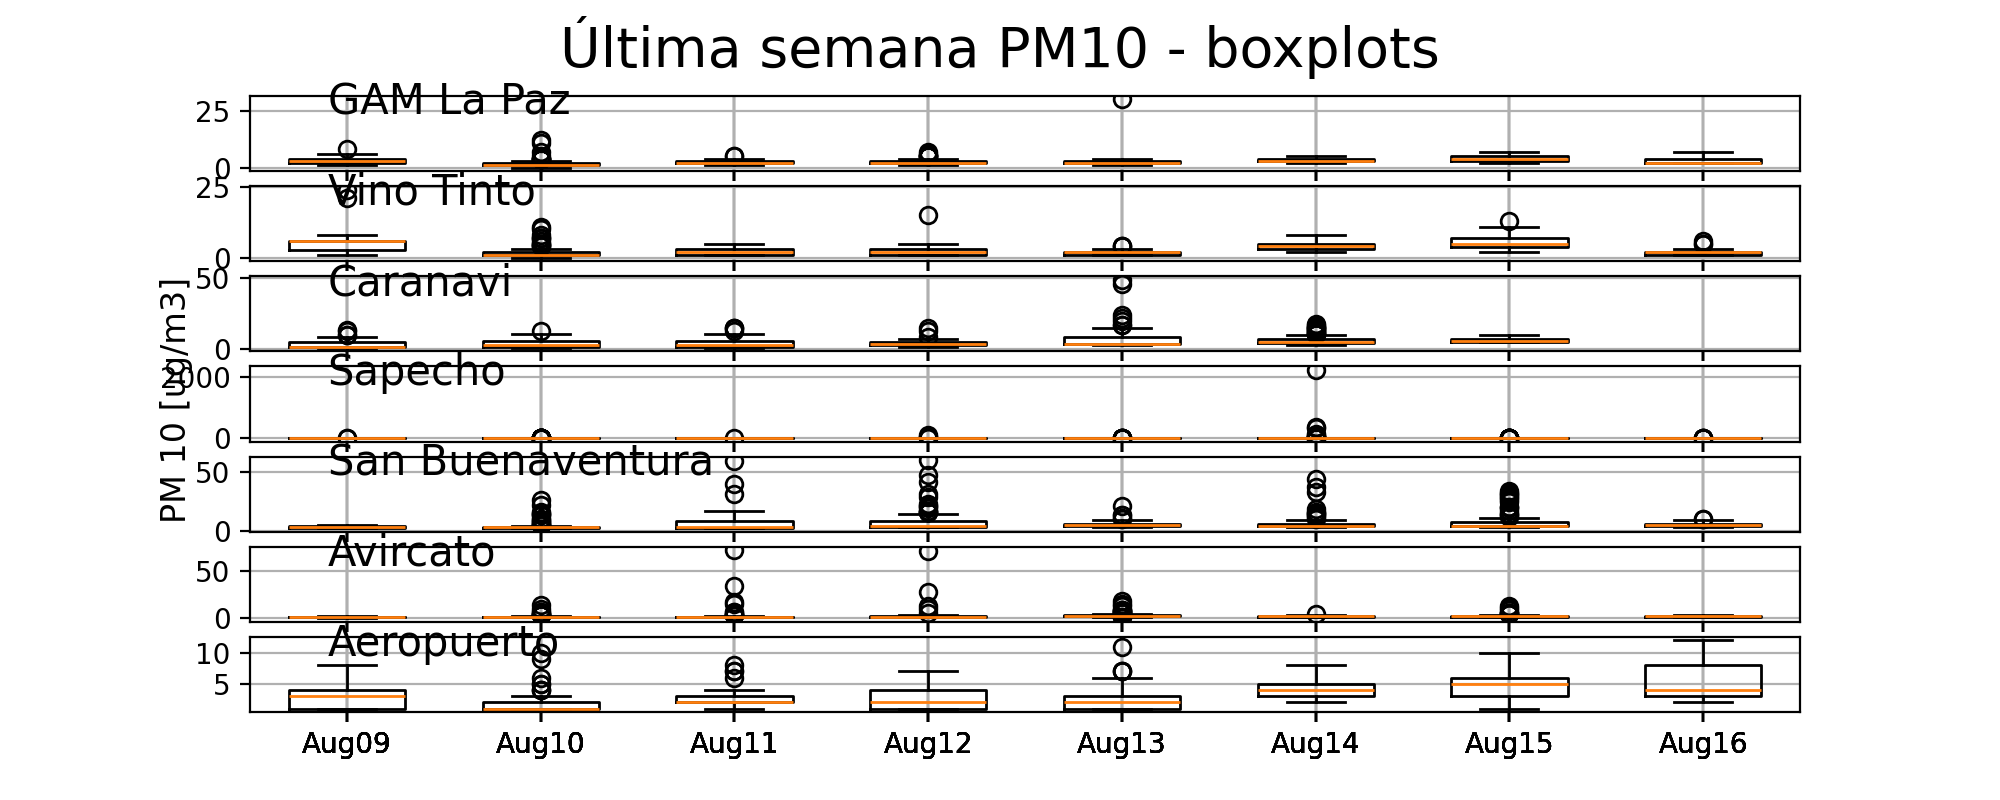 Última semana PM10 - boxplots
GAM La Paz
25
0
Vino Tinto
25
0
Caranavi
50
0
PM 10 [ug/m3]
Sapecho
2000
0
San Buenaventura
50
0
Avircato
50
0
Aeropuerto
10
5
Aug09 Aug10 Aug11 Aug12 Aug13 Aug14 Aug15 Aug16